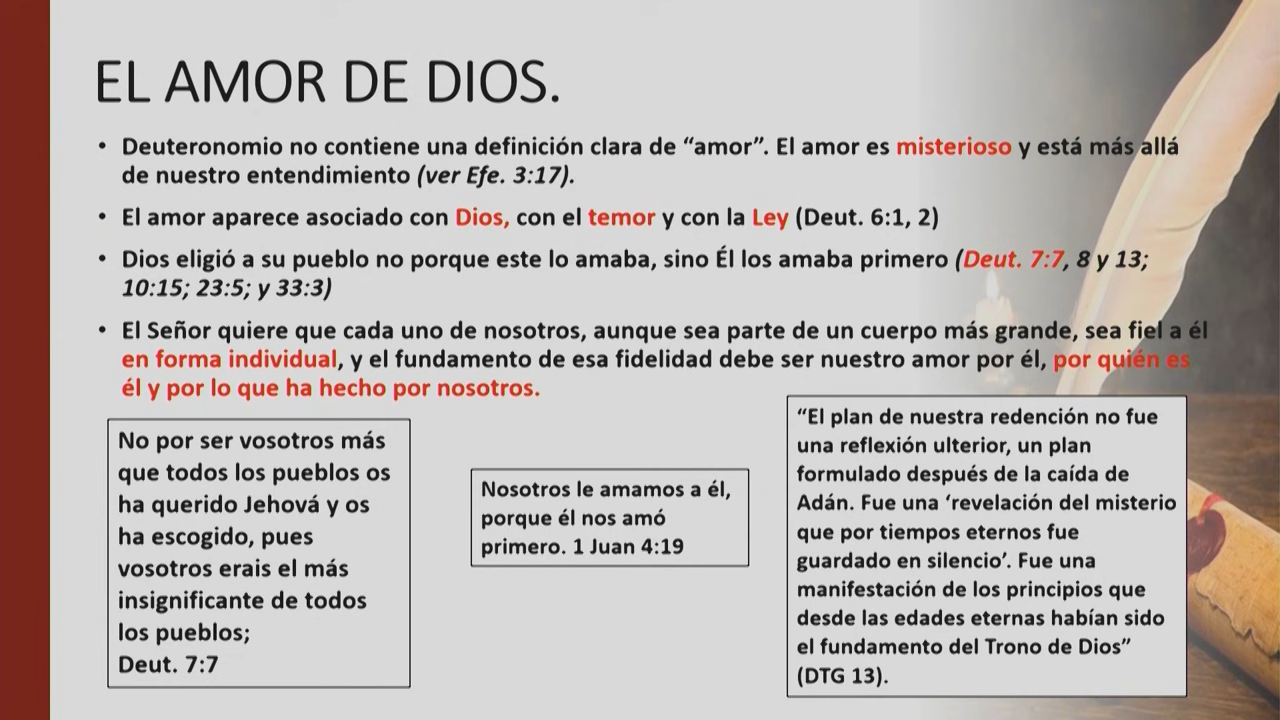 EL AMOR DE DIOS.
• Deuteronomio no contiene una definición clara de “amor”. El amor es misterioso y está más allá
de nuestro entendimiento (ver Efe. 3:17).
• El amor aparece asociado con Dios, con el temor y con la Ley (Deut. 6:1, 2)
• Dios eligió a su pueblo no porque este lo amaba, sino Él los amaba primero (Deut. 7:7, 8 y 13;
10:15; 23:5; y 33:3)
• El Señor quiere que cada uno de nosotros, aunque sea parte de un cuerpo más grande, sea fiel a él
en forma individual, y el fundamento de esa fidelidad debe ser nuestro amor por él, por quién es
él y por lo que ha hecho por nosotros.
No por ser vosotros más
que todos los pueblos os
ha querido Jehová y os
ha escogido, pues
vosotros erais el más
insignificante de todos
los pueblos;
Deut. 7:7
Nosotros le amamos a él,
porque él nos amó
primero. 1 Juan 4:19
“El plan de nuestra redención no fue
una reflexión ulterior, un plan
formulado después de la caída de
Adán. Fue una ‘revelación del misterio
que por tiempos eternos fue
guardado en silencio’. Fue una
manifestación de los principios que
desde las edades eternas habían sido
el fundamento del Trono de Dios”
(DTG 13).